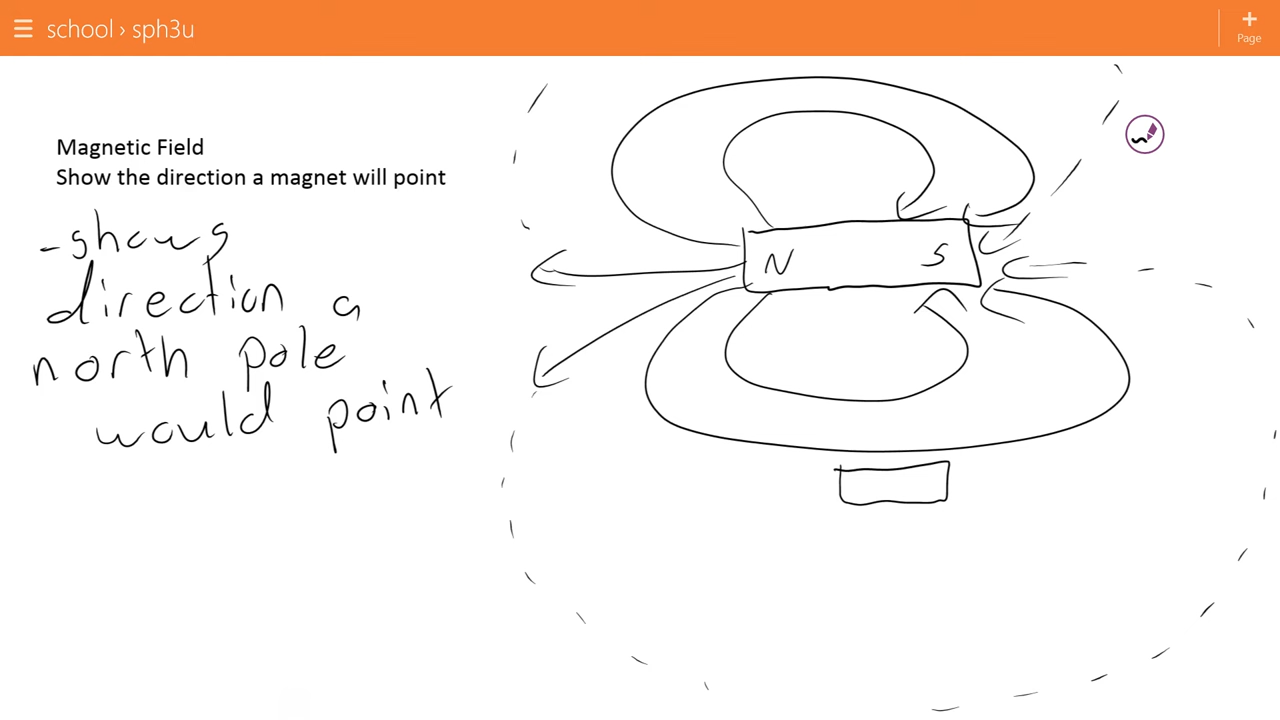 school › sph3u
Page
Magnetic Field
Show the direction a magnet will point
- shows
direction a
north pole
would point
N S